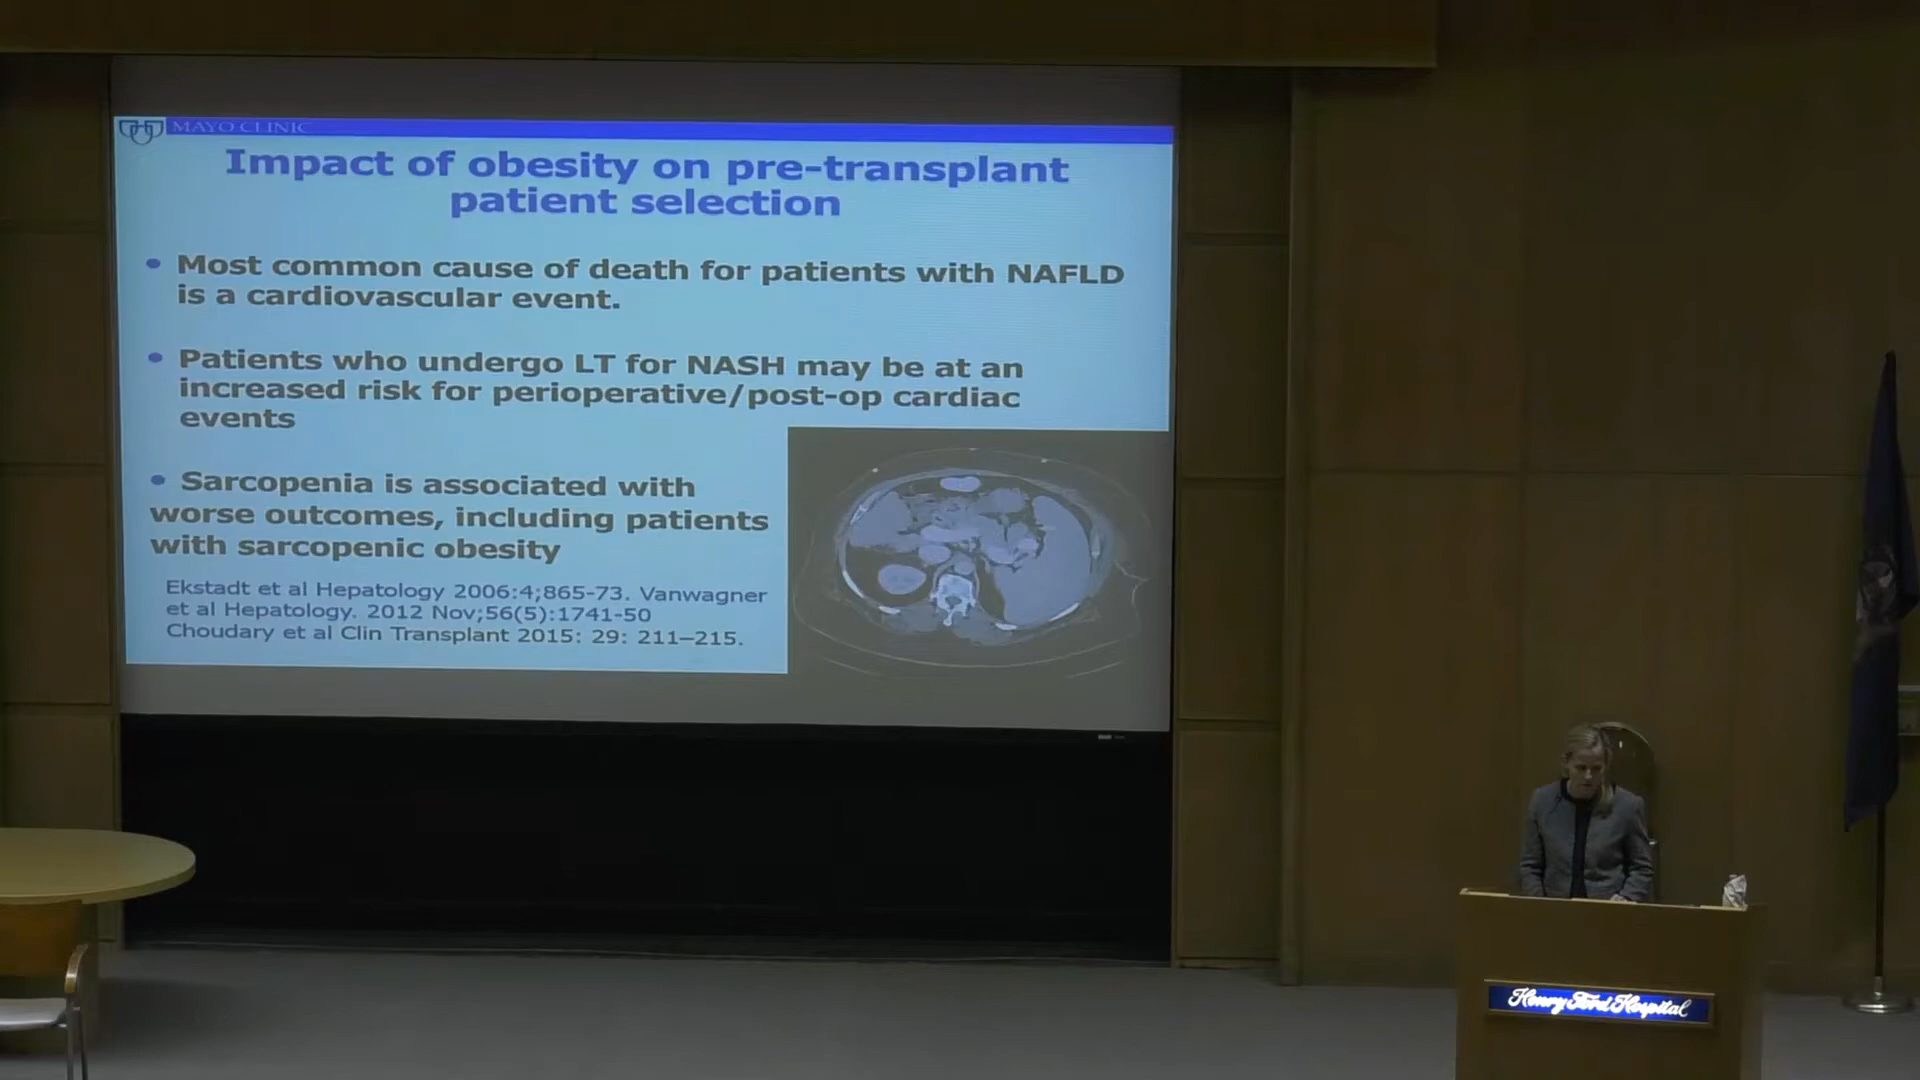 MAYO CLINIC
Impact of obesity on pre-transplant
patient selection
• Most common cause of death for patients with NAFLD
is a cardiovascular event.
• Patients who undergo LT for NASH may be at an
increased risk for perioperative/post-op cardiac
events
• Sarcopenia is associated with
worse outcomes, including patients
with sarcopenic obesity
Ekstadt et al Hepatology 2006:4;865-73. Vanwagner
et al Hepatology. 2012 Nov;56(5):1741-50
Choudary et al Clin Transplant 2015: 29: 211–215.
Henry Ford Hospital